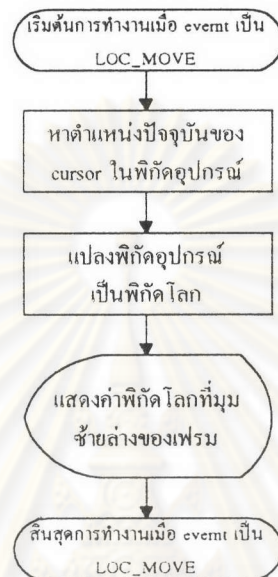 เริ่มต้นการทำงานเมื่อ evernt เป็น
LOC_MOVE
หาตำแหน่งปัจจุบันของ
cursor ในพิกัดอุปกรณ์
แปลงพิกัดอุปกรณ์
เป็นพิกัดโลก
แสดงค่าพิกัดโลกที่มุม
ซ้ายล่างของเฟรม
สิ้นสุดการทำงานเมื่อ evernt เป็น
LOC_MOVE